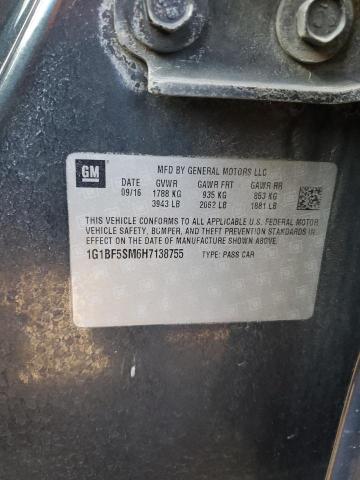 GM
MFD BY GENERAL MOTORS LLC
DATE GVWR GAWR FRT GAWR RR
09/16 1788 KG 935 KG 853 KG
3943 LB 2062 LB 1881 LB
THIS VEHICLE CONFORMS TO ALL APPLICABLE U.S. FEDERAL MOTOR
VEHICLE SAFETY, BUMPER, AND THEFT PREVENTION STANDARDS IN
EFFECT ON THE DATE OF MANUFACTURE SHOWN ABOVE.
1G1BF5SM6H7138755 TYPE: PASS CAR